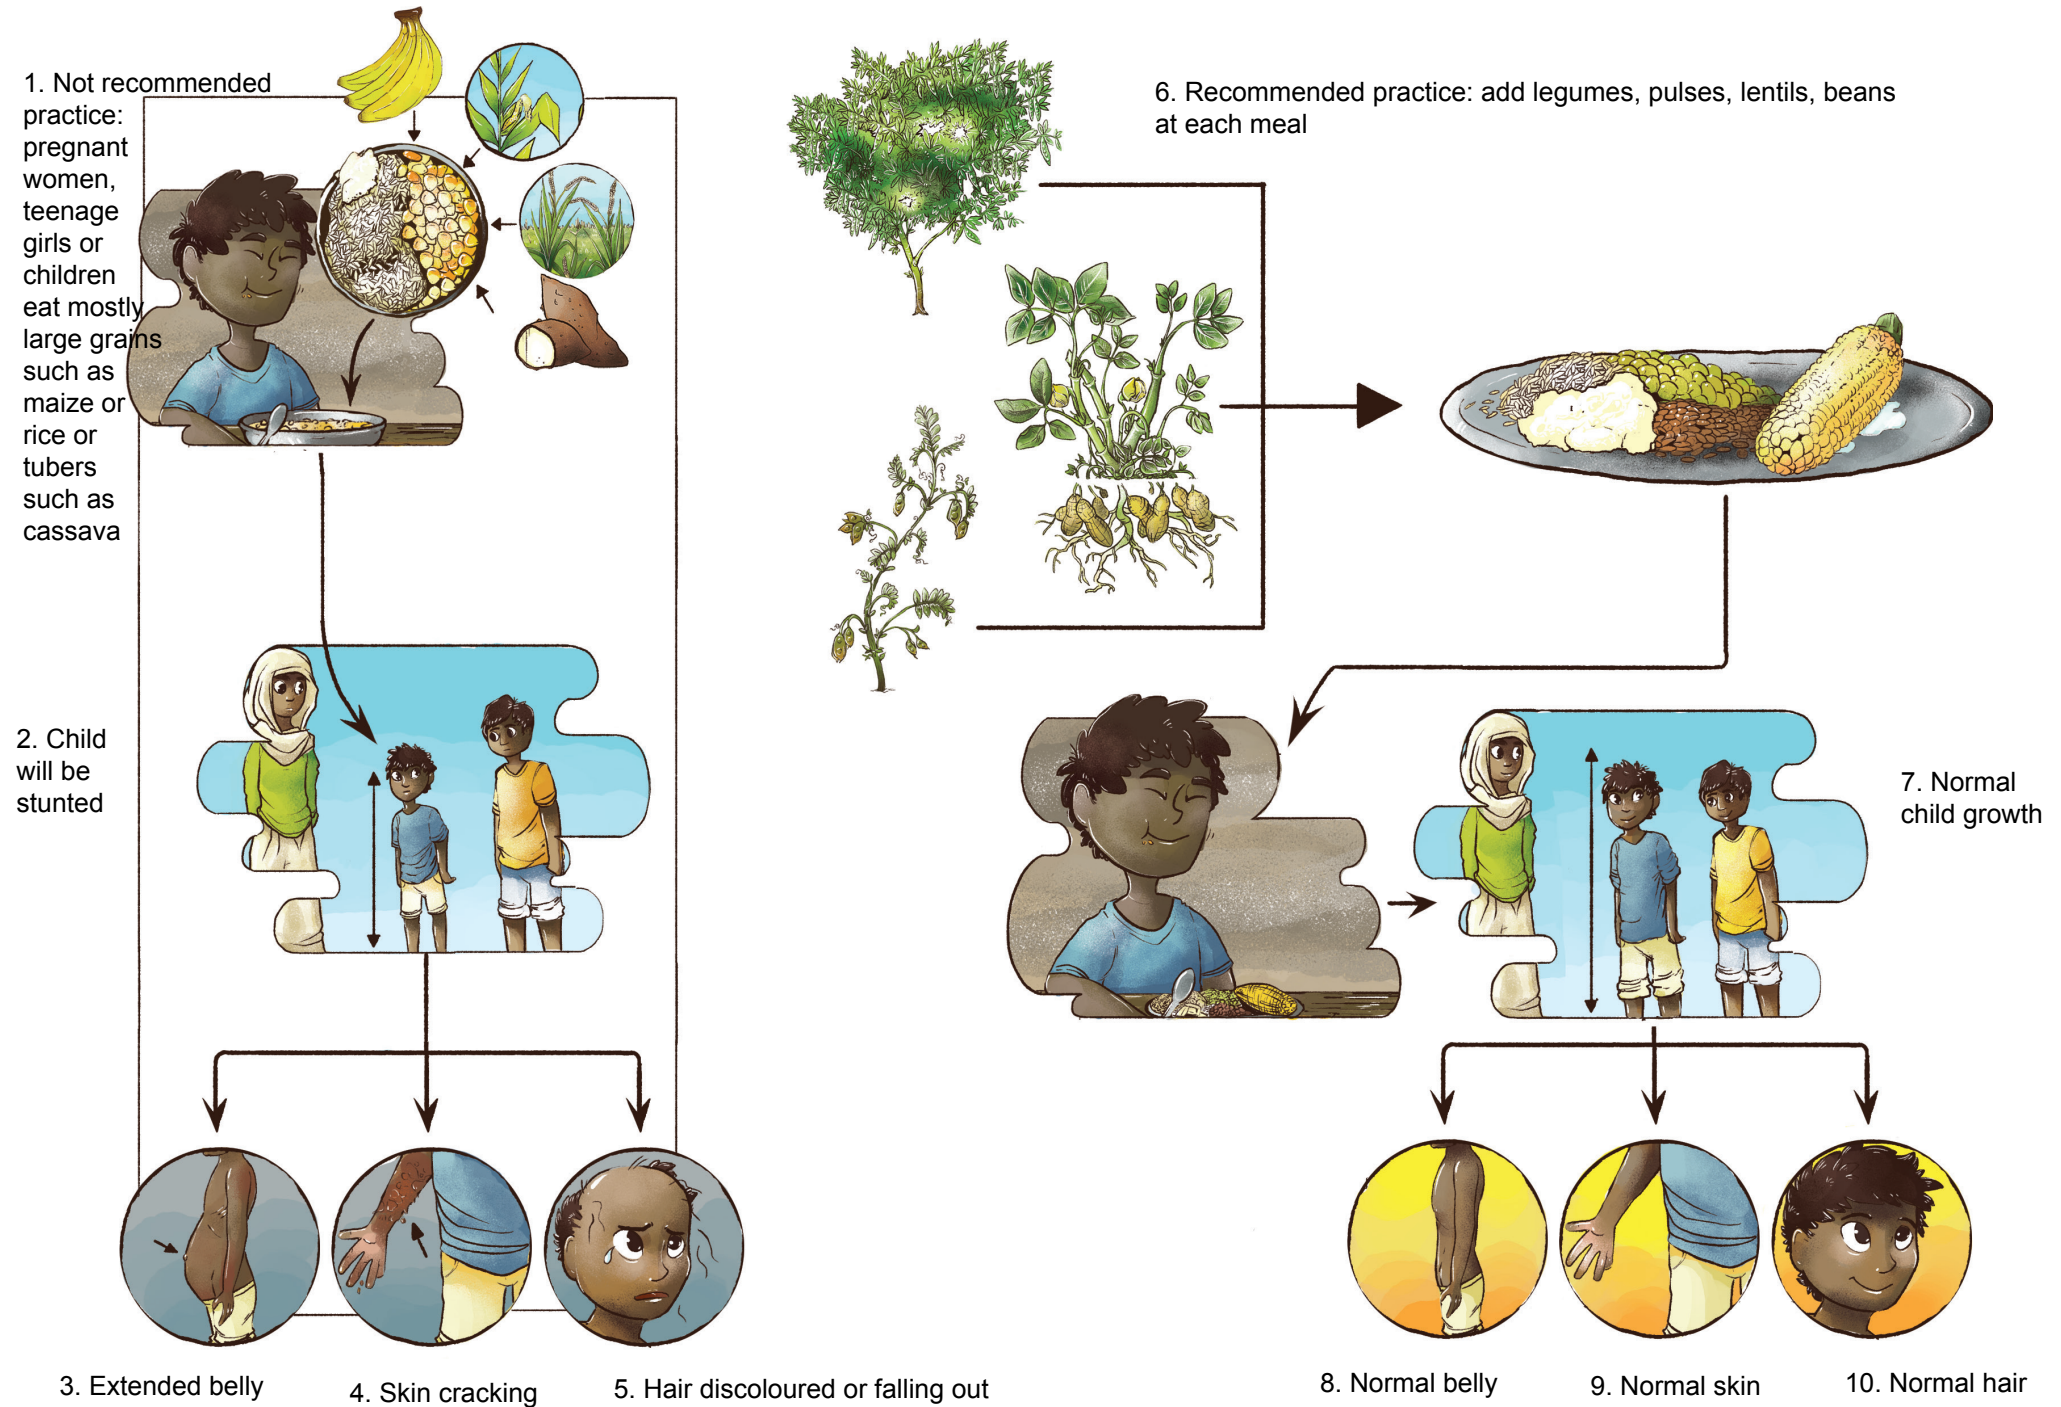 1. Not recommended
practice:
pregnant
women,
teenage
girls or
children
eat mostly
large grains
such as
maize or
rice or
tubers
such as
cassava
2. Child
will be
stunted
3. Extended belly
4. Skin cracking
5. Hair discoloured or falling out
6. Recommended practice: add legumes, pulses, lentils, beans
at each meal
7. Normal
child growth
8. Normal belly
9. Normal skin
10. Normal hair